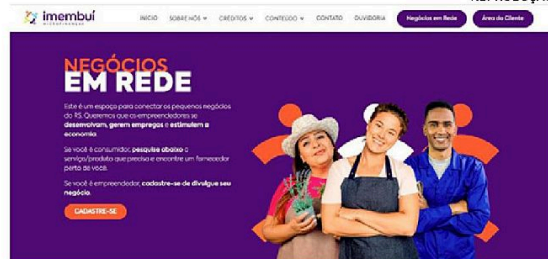 REPRODUÇÃO
imembuí
MICROFINANÇAS
INÍCIO SOBRE NÓS CRÉDITOS CONTEÚDO CONTATO OUVIDORIA Negócios em Rede Área do Cliente
NEGÓCIOS
EM REDE
Este é um espaço para conectar os pequenos negócios
do RS. Queremos que os empreendedores se
desenvolvam, gerem empregos e estimulem a
economia.
Se você é consumidor, pesquise abaixo o
serviço/produto que precisa e encontre um fornecedor
perto de você.
Se você é empreendedor, cadastre-se de divulgue seu
negócio.
CADASTRE-SE